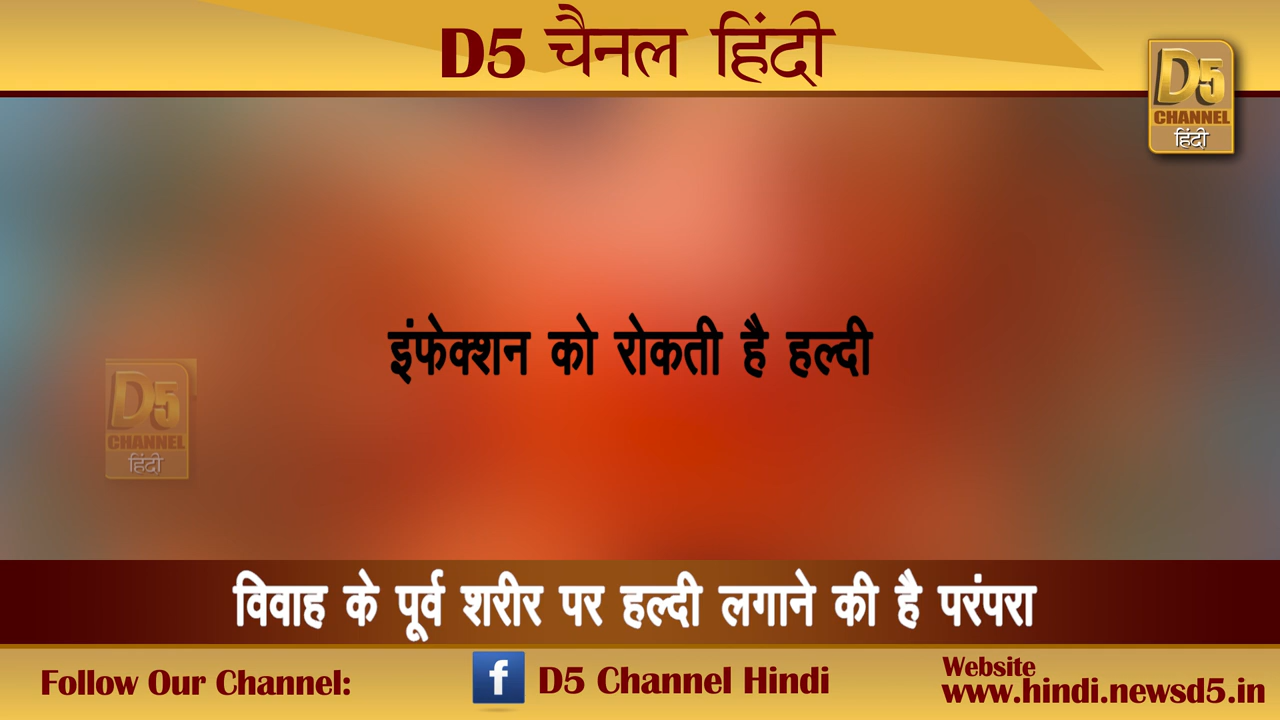 D5 चैनल हिंदी
D5
CHANNEL
हिंदी
इंफेक्शन को रोकती है हल्दी
D5
CHANNEL
हिंदी
विवाह के पूर्व शरीर पर हल्दी लगाने की है परंपरा
Follow Our Channel:
f
D5 Channel Hindi
Website
www.hindi.newsd5.in